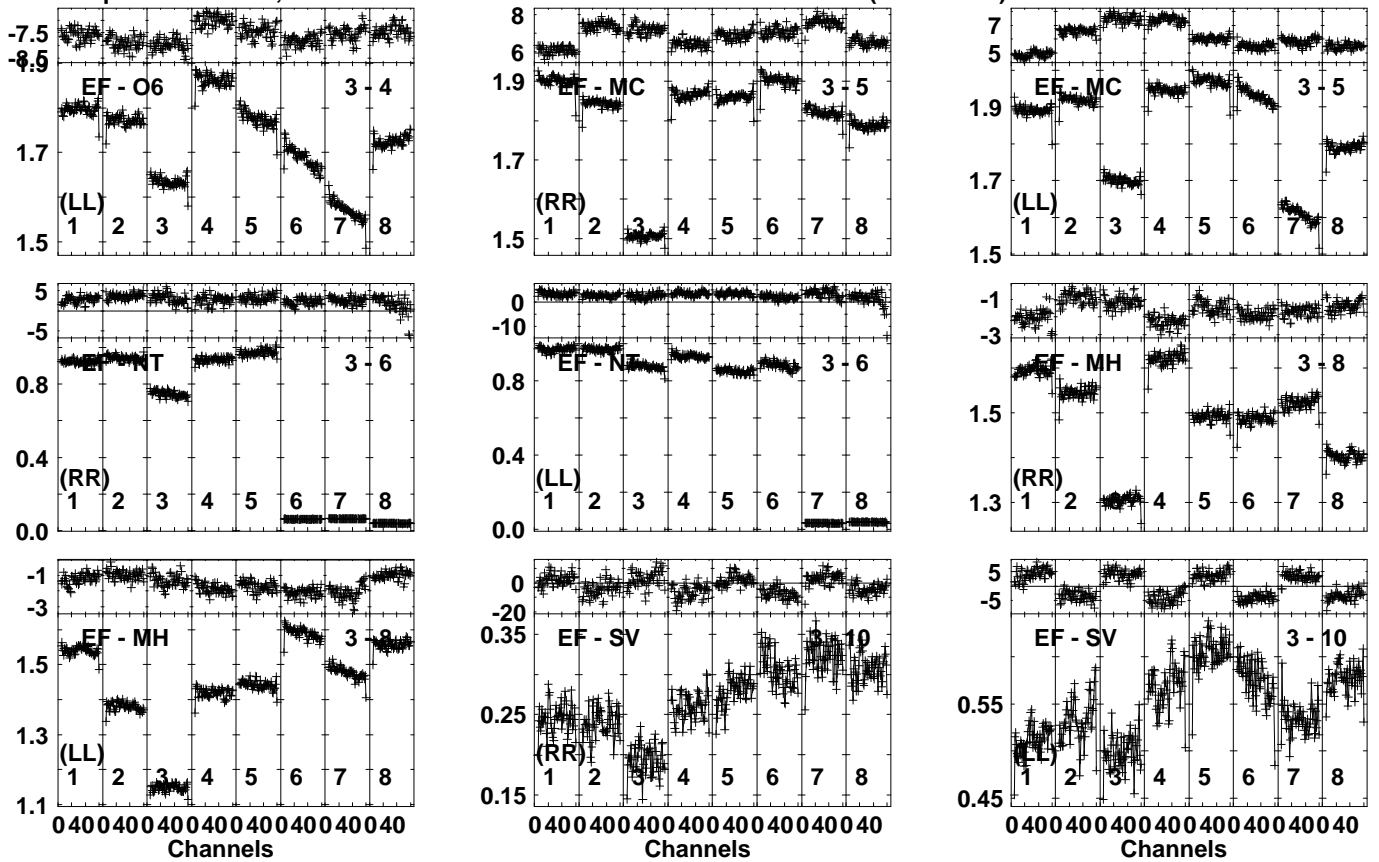 -7.5
-8.6
1.9
EF - O6 3 - 4
1.7
(LL)
1 2 3 4 5 6 7 8
1.5
8
6
1.9
EF - MC 3 - 5
1.7
(RR)
1 2 3 4 5 6 7 8
1.5
7
5
EF - MC 3 - 5
1.9
1.7
(LL)
1 2 3 4 5 6 7 8
1.5
5
-5
EF - NT 3 - 6
0.8
0.4
(RR)
1 2 3 4 5 6 7 8
0.0
0
-10
EF - NT 3 - 6
0.8
0.4
(LL)
1 2 3 4 5 6 7 8
0.0
-1
-3
EF - MH 3 - 8
1.5
(RR)
1 2 3 4 5 6 7 8
1.3
-1
-3
EF - MH 3 - 8
1.5
1.3
(LL)
1 2 3 4 5 6 7 8
1.1
0 40 0 40 0 40 0 40 0 40 0 40 0 40 0 40
Channels
0
-20
0.35
EF - SV 3 - 10
0.25
(RR)
1 2 3 4 5 6 7 8
0.15
0 40 0 40 0 40 0 40 0 40 0 40 0 40 0 40
Channels
5
-5
EF - SV 3 - 10
0.55
(LL)
1 2 3 4 5 6 7 8
0.45
0 40 0 40 0 40 0 40 0 40 0 40 0 40 0 40
Channels